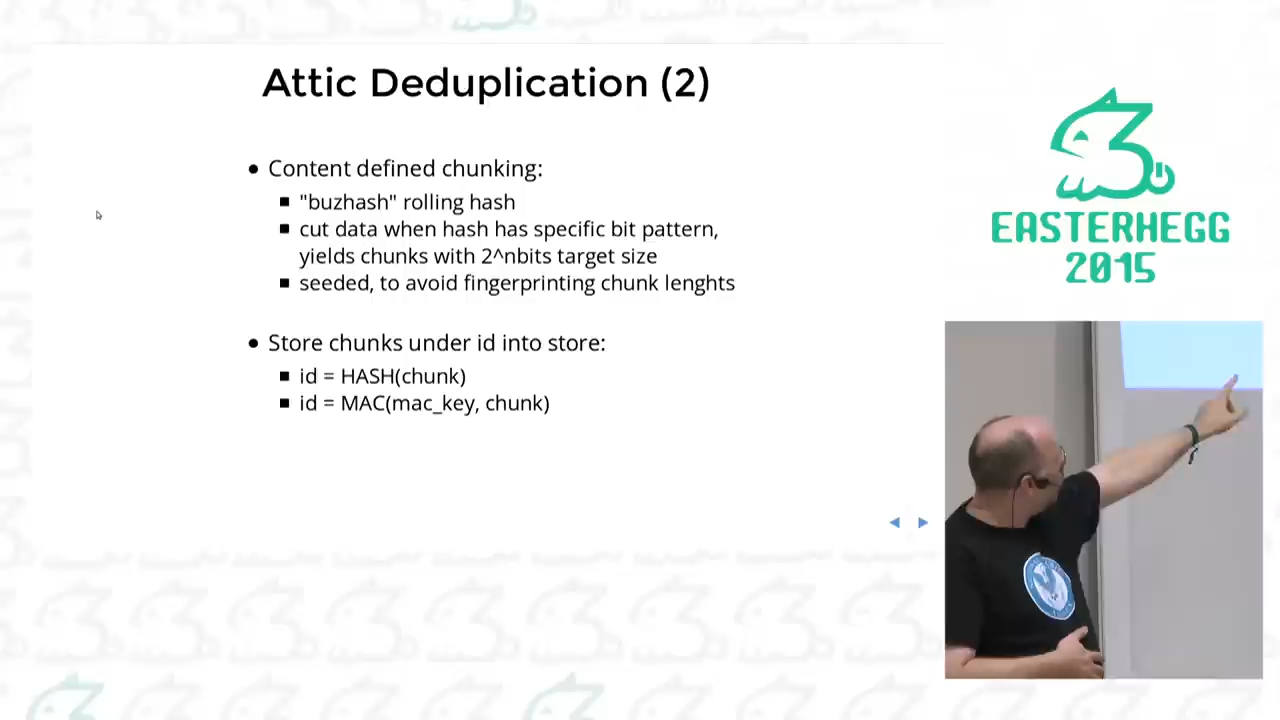 Attic Deduplication (2)
Content defined chunking:
"buzhash" rolling hash
cut data when hash has specific bit pattern,
yields chunks with 2^nbits target size
seeded, to avoid fingerprinting chunk lenghts
Store chunks under id into store:
id = HASH(chunk)
id = MAC(mac_key, chunk)
EASTERHEGG
2015